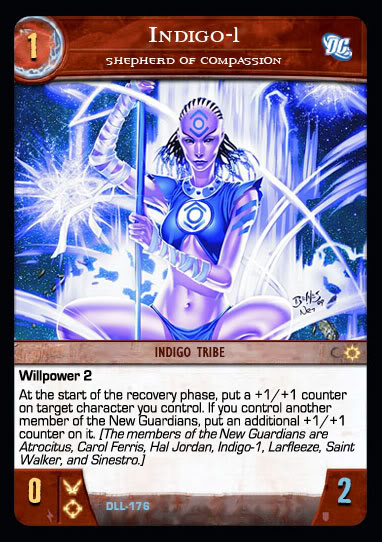 1
INDIGO-1
SHEPHERD OF COMPASSION
DC
INDIGO TRIBE
C
Willpower 2
At the start of the recovery phase, put a +1/+1 counter
on target character you control. If you control another
member of the New Guardians, put an additional +1/+1
counter on it. [The members of the New Guardians are
Atrocitus, Carol Ferris, Hal Jordan, Indigo-1, Larfleeze, Saint
Walker, and Sinestro.]
0
DLL-176
2